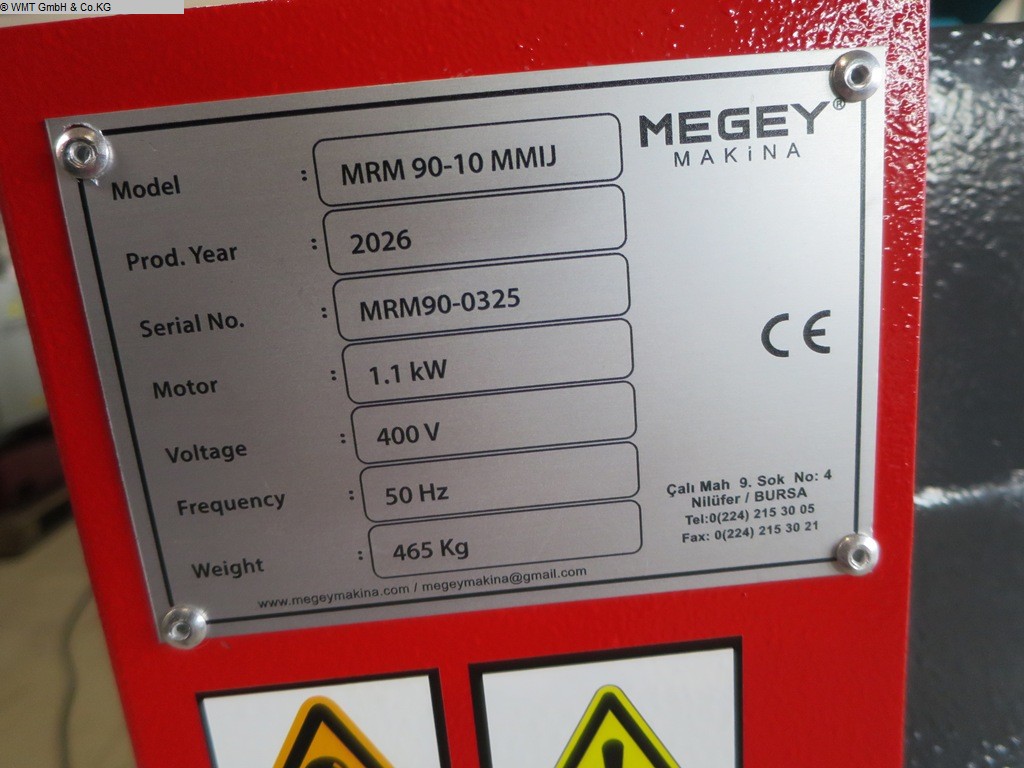 © WMT GmbH & Co.KG
MEGEY®
MAKiNA
Model : MRM 90-10 MMIJ
Prod. Year : 2026
Serial No. : MRM90-0325
Motor : 1.1 kW
Voltage : 400 V
Frequency : 50 Hz
Weight : 465 Kg
CE
Çalı Mah 9. Sok No: 4
Nilüfer / BURSA
Tel:0(224) 215 30 05
Fax: 0(224) 215 30 21
www.megeymakina.com / megeymakina@gmail.com